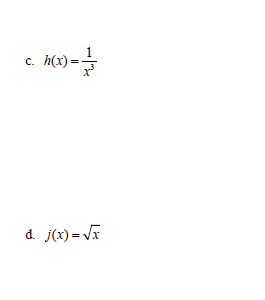 c. h(x) = 1/x³
d. j(x) = √x